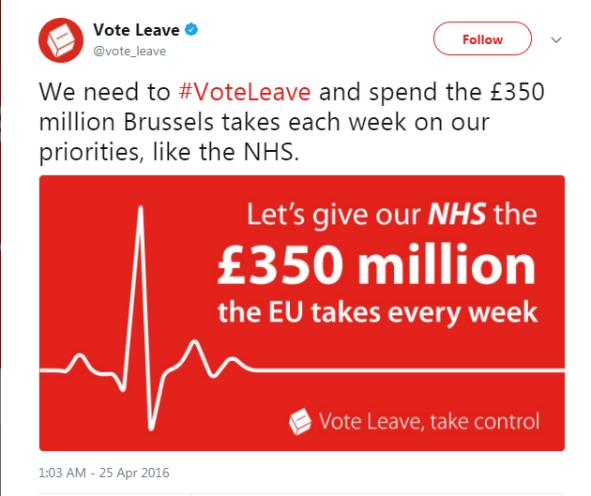 Vote Leave
@vote_leave
Follow
We need to #VoteLeave and spend the £350
million Brussels takes each week on our
priorities, like the NHS.
Let's give our NHS the
£350 million
the EU takes every week
Vote Leave, take control
1:03 AM - 25 Apr 2016